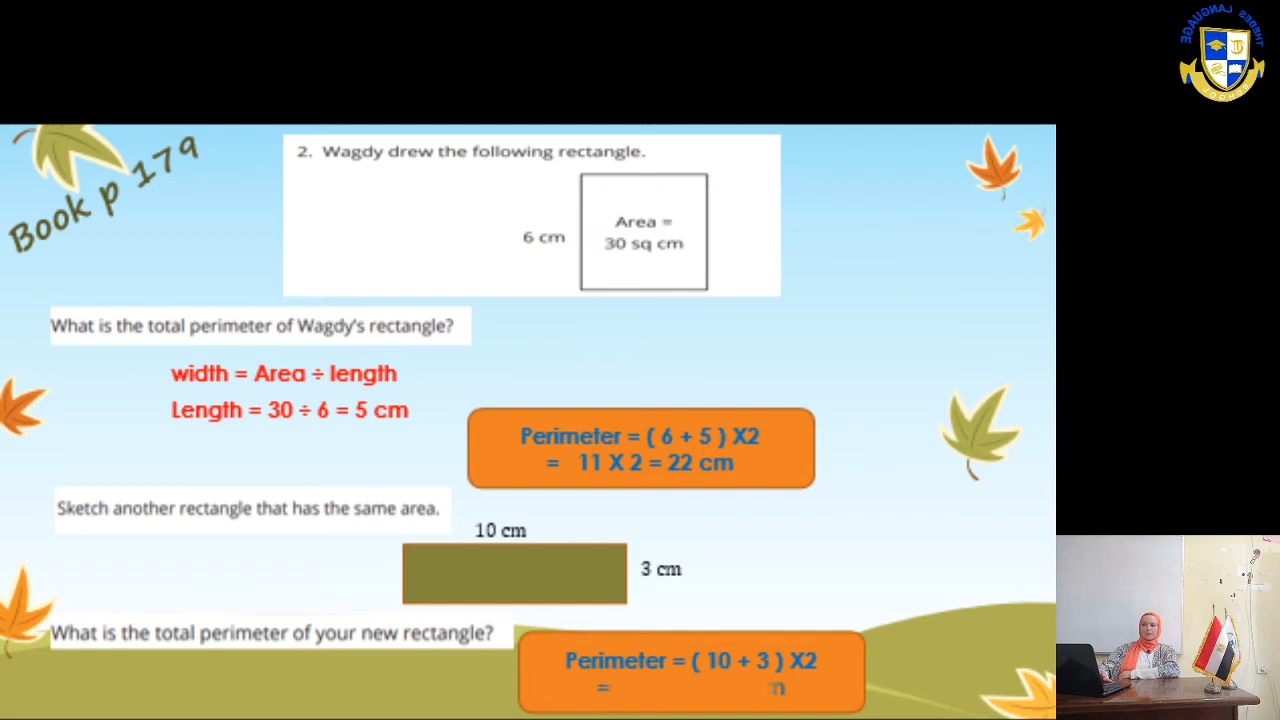 THEBES LANGUAGE
SCHOOL
Book p 179
2. Wagdy drew the following rectangle.
6 cm
Area =
30 sq cm
What is the total perimeter of Wagdy's rectangle?
width = Area ÷ length
Length = 30 ÷ 6 = 5 cm
Perimeter = ( 6 + 5 ) X2
= 11 X 2 = 22 cm
Sketch another rectangle that has the same area.
10 cm
3 cm
What is the total perimeter of your new rectangle?
Perimeter = ( 10 + 3 ) X2
=